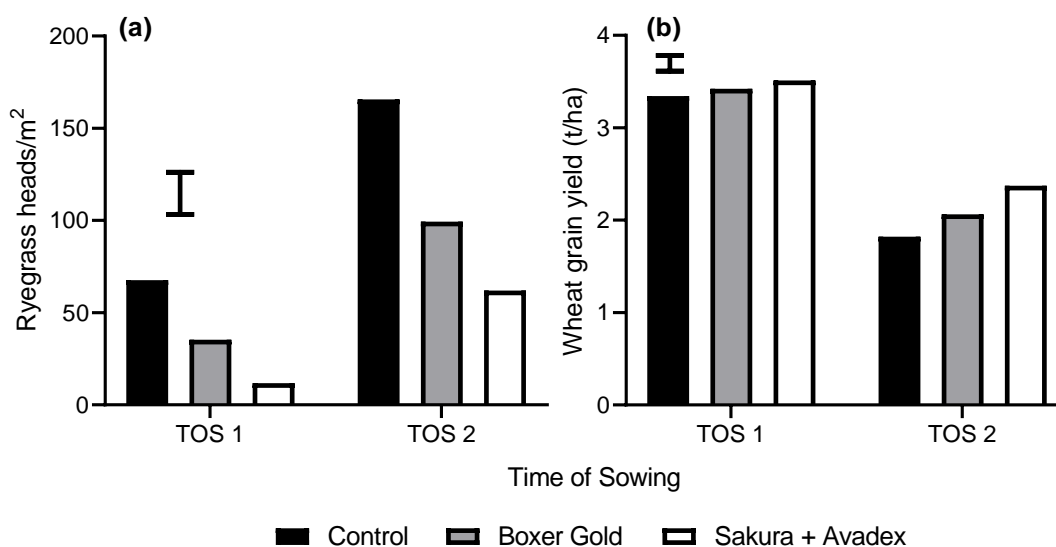 (a)
Ryegrass heads/m²
200
150
100
50
0
TOS 1
TOS 2
(b)
Wheat grain yield (t/ha)
4
3
2
1
0
TOS 1
TOS 2
Time of Sowing
Control
Boxer Gold
Sakura + Avadex